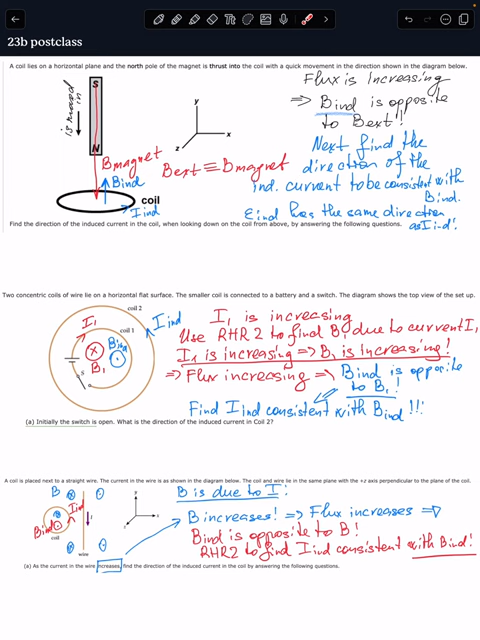 23b postclass
A coil lies on a horizontal plane and the north pole of the magnet is thrust into the coil with a quick movement in the direction shown in the diagram below.
S
N
is moved in
Bmagnet
Bind
coil
Iind
y
x
z
Flux is Increasing
⇒ Bind is opposite
to Bext!
Bext ≡ Bmagnet
Next find the
direction of the
ind. current to be consistent with
Bind.
Eind has the same direction
as Iind!
Find the direction of the induced current in the coil, when looking down on the coil from above, by answering the following questions.
Two concentric coils of wire lie on a horizontal flat surface. The smaller coil is connected to a battery and a switch. The diagram shows the top view of the set up.
coil 2
I1
coil 1
Iind
Bind
B1
S
I1 is increasing
Use RHR 2 to find B1 due to current I1
I1 is increasing ⇒ B1 is increasing!
⇒ Flux increasing ⇒ Bind is opposite
to B1!
Find Iind consistent with Bind!!!
(a) Initially the switch is open. What is the direction of the induced current in Coil 2?
A coil is placed next to a straight wire. The current in the wire is as shown in the diagram below. The coil and wire lie in the same plane with the +z axis perpendicular to the plane of the coil.
B
Iind
Bind
coil
I
wire
y
x
z
B is due to I:
B increases! ⇒ Flux increases ⇒
Bind is opposite to B!
RHR2 to find Iind consistent with Bind!
(a) As the current in the wire increases, find the direction of the induced current in the coil by answering the following questions.